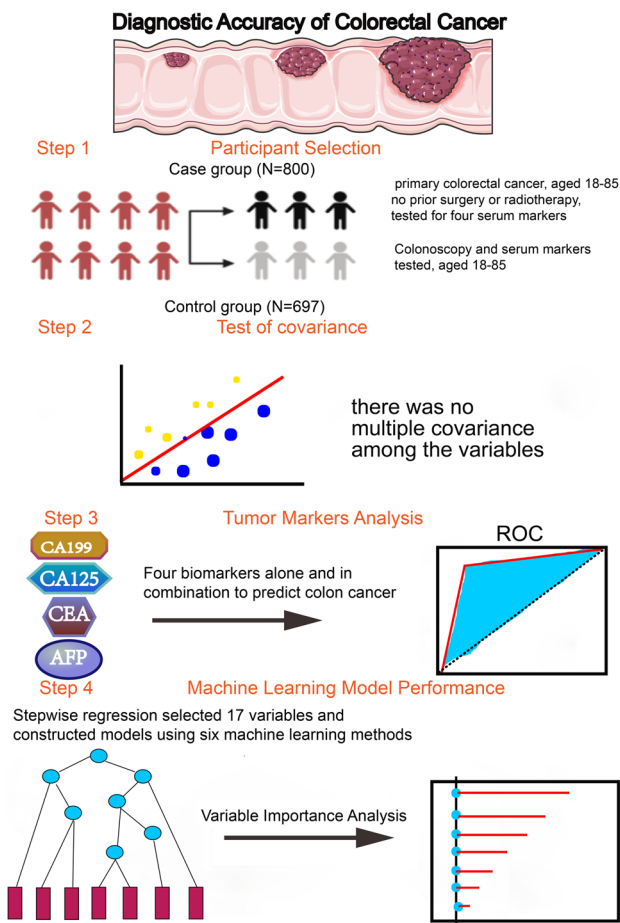 Diagnostic Accuracy of Colorectal Cancer
Step 1
Participant Selection
Case group (N=800)
primary colorectal cancer, aged 18-85
no prior surgery or radiotherapy,
tested for four serum markers
Colonoscopy and serum markers
tested, aged 18-85
Control group (N=697)
Step 2
Test of covariance
there was no
multiple covariance
among the variables
Step 3
Tumor Markers Analysis
CA199
CA125
CEA
AFP
Four biomarkers alone and in
combination to predict colon cancer
ROC
Step 4
Machine Learning Model Performance
Stepwise regression selected 17 variables and
constructed models using six machine learning methods
Variable Importance Analysis